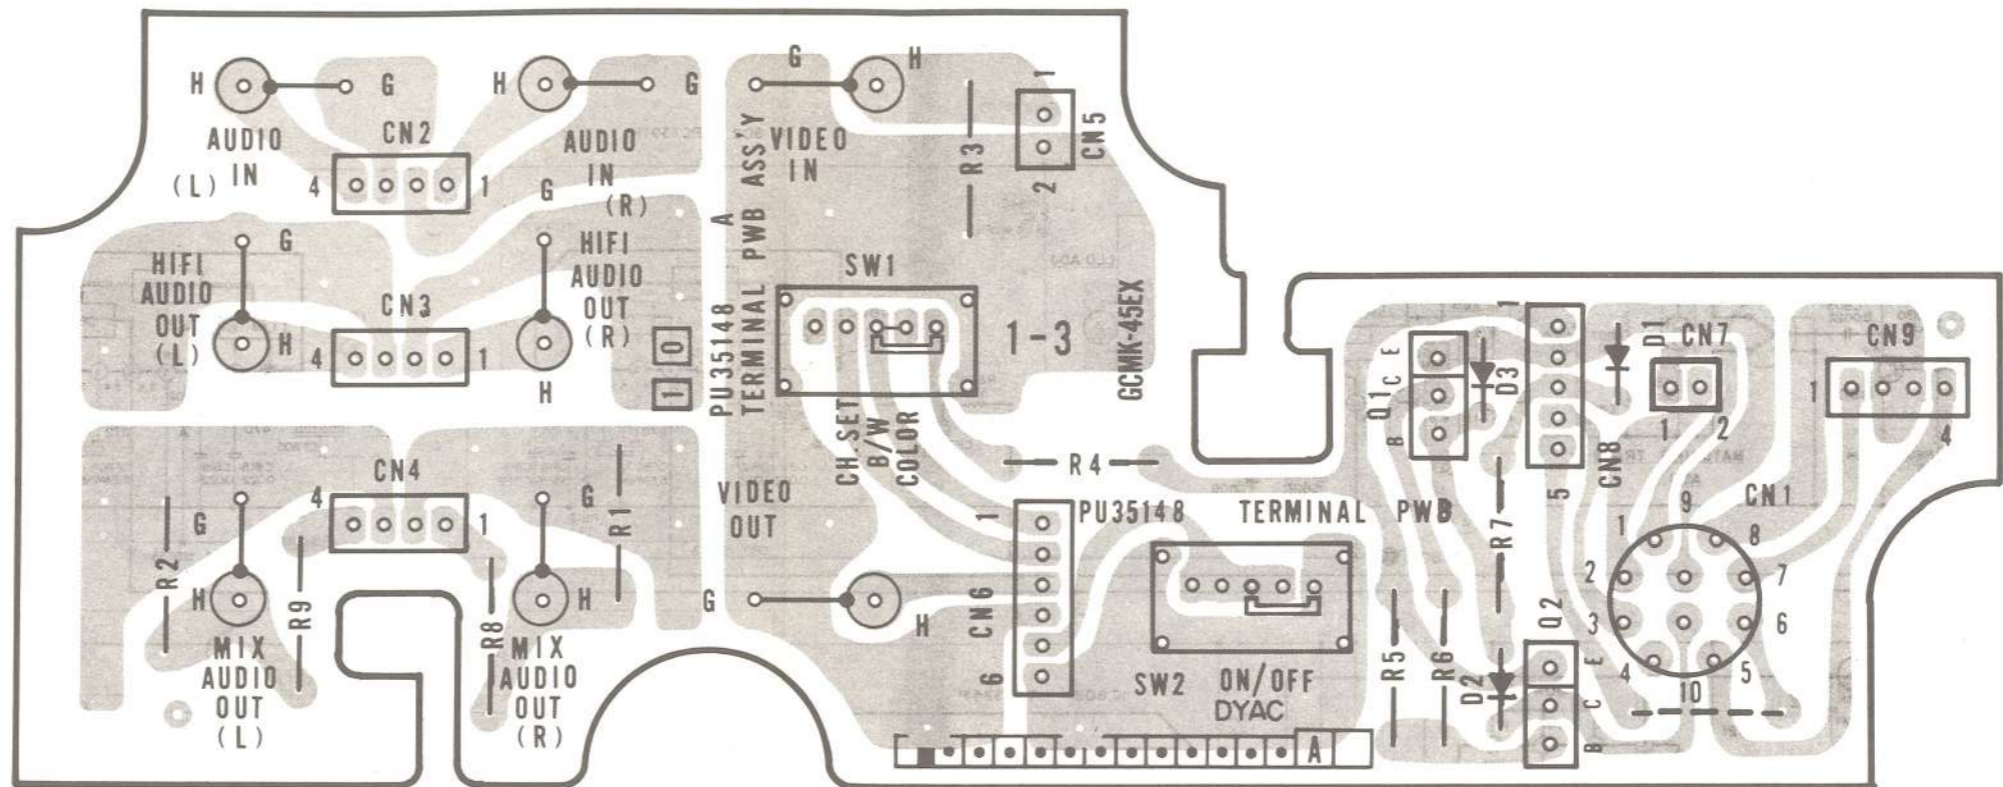 H
G
H
G
G
H
AUDIO
IN
(L)
CN2
4
1
AUDIO
IN
(R)
G
VIDEO
IN
R3
1
CN5
2
PU35148 A
TERMINAL PWB ASS'Y
G
HIFI
AUDIO
OUT
(L)
H
CN3
4
1
HIFI
AUDIO
OUT
(R)
H
0
1
SW1
1-3
GCMK-45EX
CH.SET
B/W
COLOR
R4
E
C
B
Q1
D3
1
5
CN8
D1
CN7
1
2
CN9
1
4
G
R2
H
MIX
AUDIO
OUT
(L)
R9
CN4
4
1
R8
G
H
MIX
AUDIO
OUT
(R)
R1
VIDEO
OUT
G
H
1
CN6
6
PU35148 TERMINAL PWB
SW2
ON/OFF
DYAC
A
R5
R6
R7
D2
Q2
E
C
B
CN1
1
2
3
4
5
6
7
8
9
10